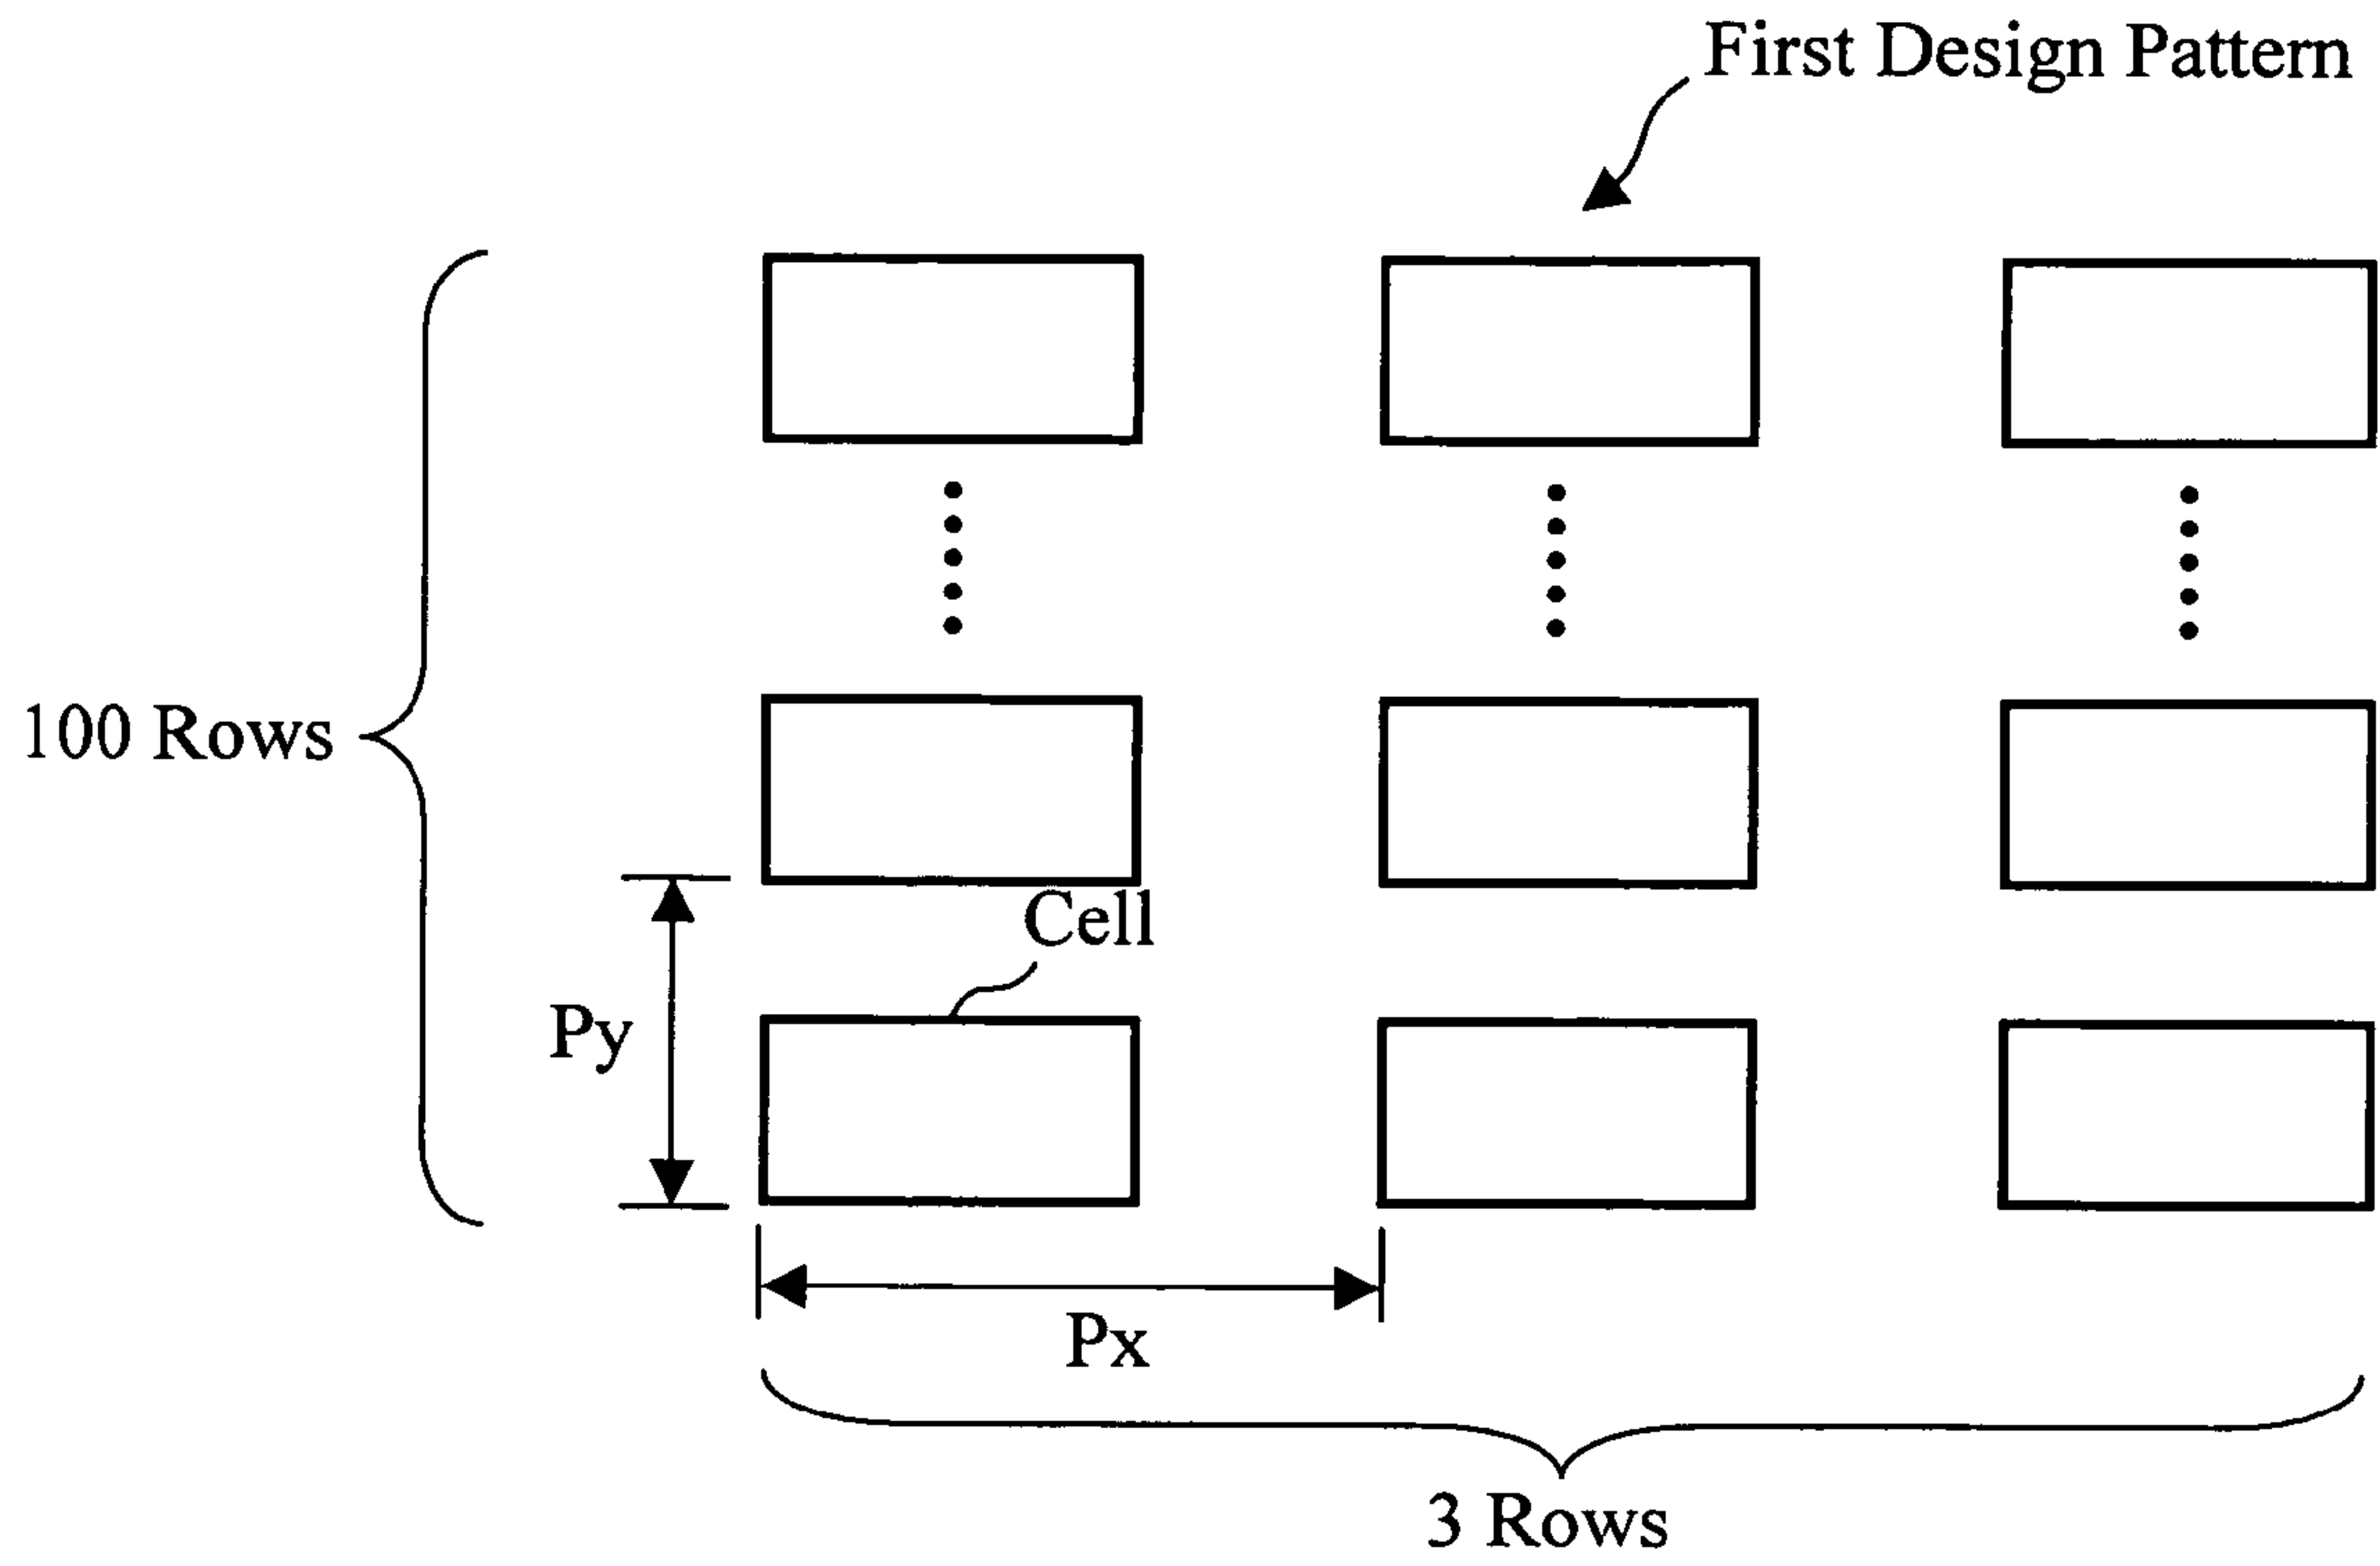 First Design Pattern
100 Rows
Cell
Py
Px
3 Rows